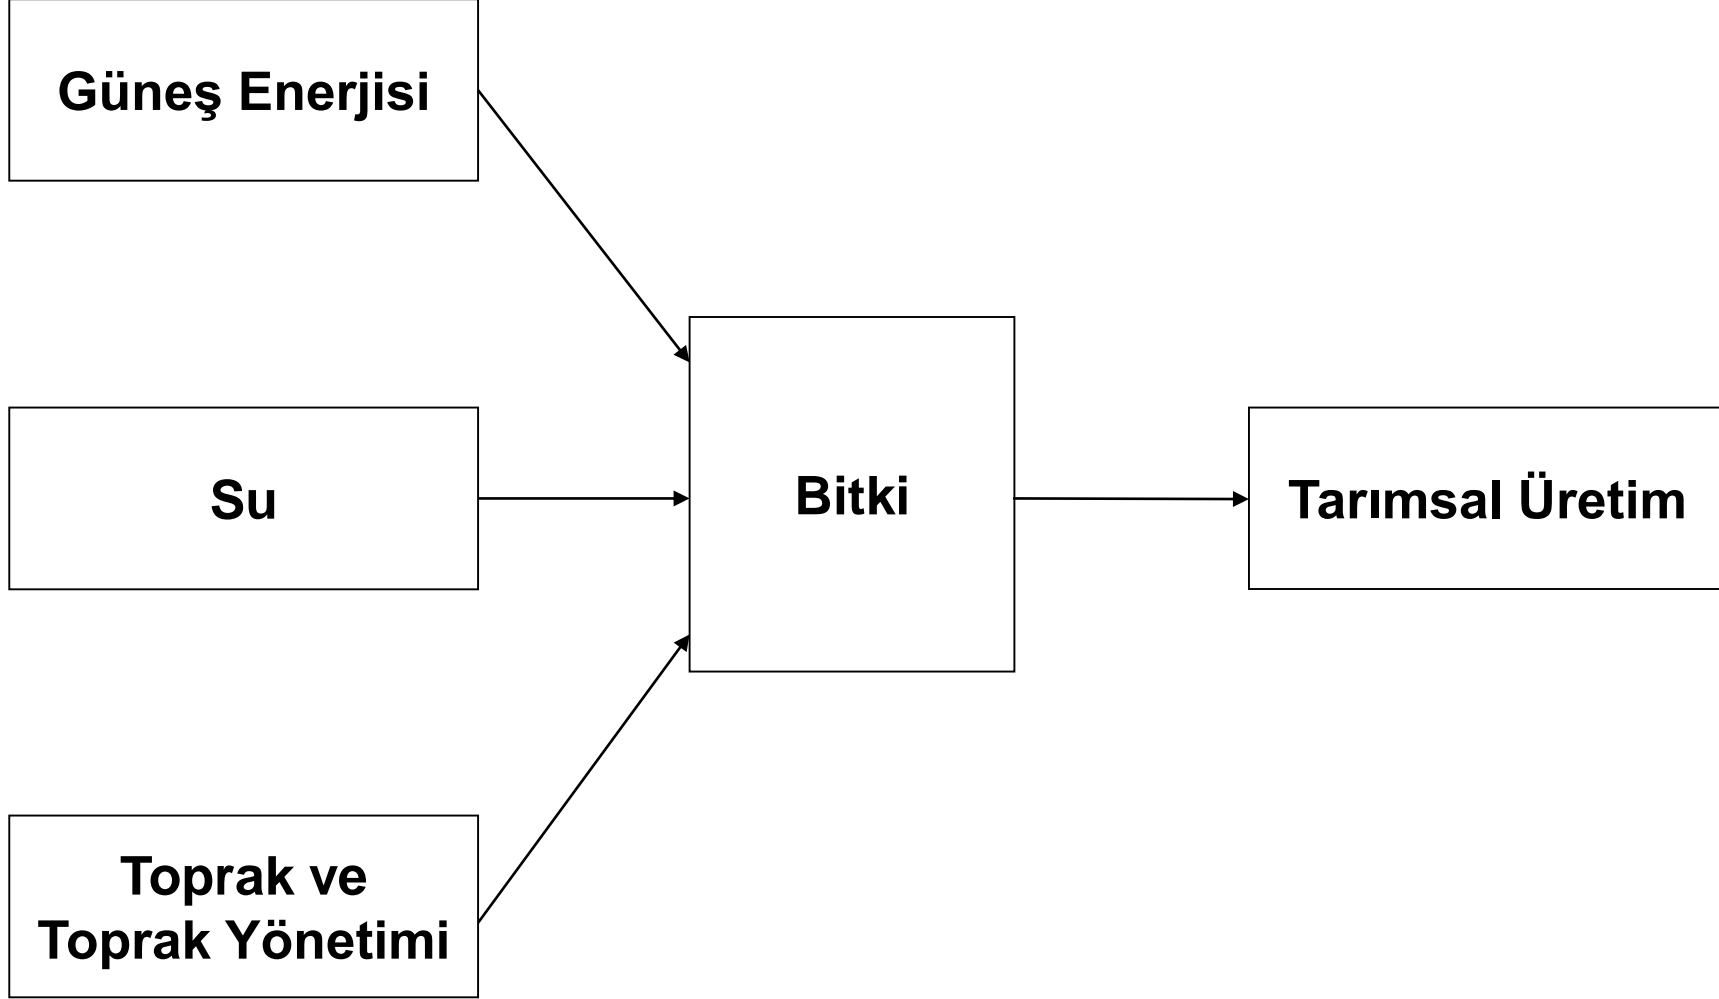 Güneş Enerjisi
Su
Bitki
Tarımsal Üretim
Toprak ve
Toprak Yönetimi